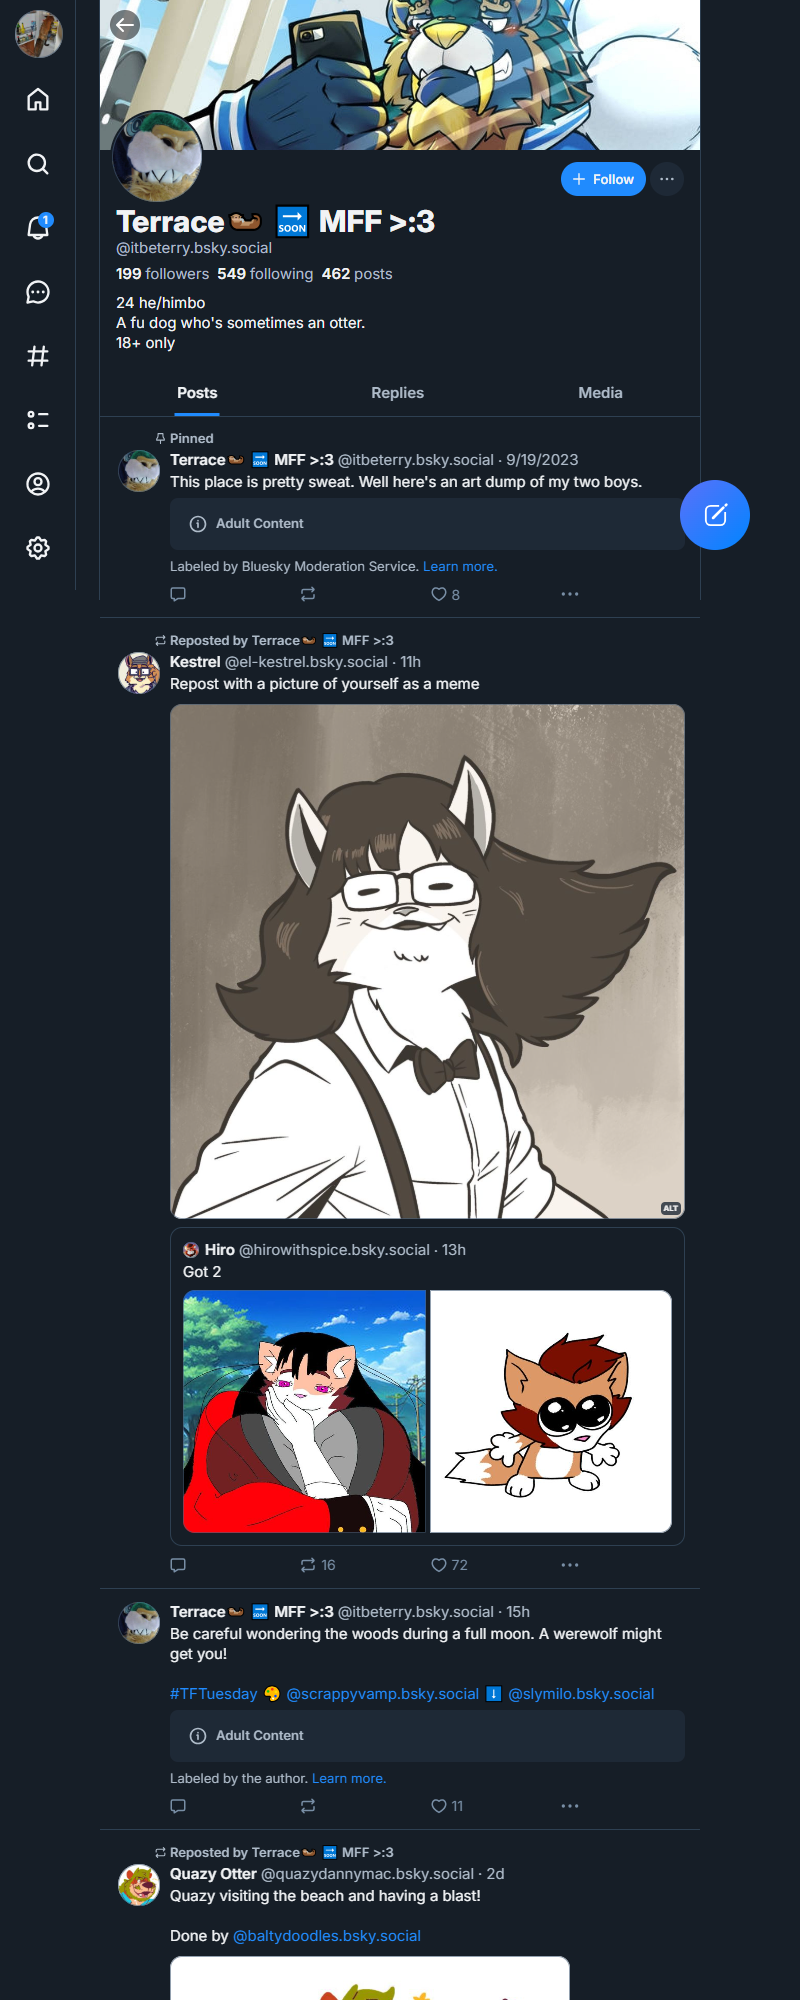 1
+ Follow
Terrace🦦 🔜 MFF >:3
@itbeterry.bsky.social
199 followers 549 following 462 posts
24 he/himbo
A fu dog who's sometimes an otter.
18+ only
Posts
Replies
Media
Pinned
Terrace🦦 🔜 MFF >:3 @itbeterry.bsky.social · 9/19/2023
This place is pretty sweat. Well here's an art dump of my two boys.
Adult Content
Labeled by Bluesky Moderation Service. Learn more.
8
Reposted by Terrace🦦 🔜 MFF >:3
Kestrel @el-kestrel.bsky.social · 11h
Repost with a picture of yourself as a meme
ALT
Hiro @hirowithspice.bsky.social · 13h
Got 2
16 72
Terrace🦦 🔜 MFF >:3 @itbeterry.bsky.social · 15h
Be careful wondering the woods during a full moon. A werewolf might
get you!
#TFTuesday 🎨 @scrappyvamp.bsky.social ⬇️ @slymilo.bsky.social
Adult Content
Labeled by the author. Learn more.
11
Reposted by Terrace🦦 🔜 MFF >:3
Quazy Otter @quazydannymac.bsky.social · 2d
Quazy visiting the beach and having a blast!
Done by @baltydoodles.bsky.social